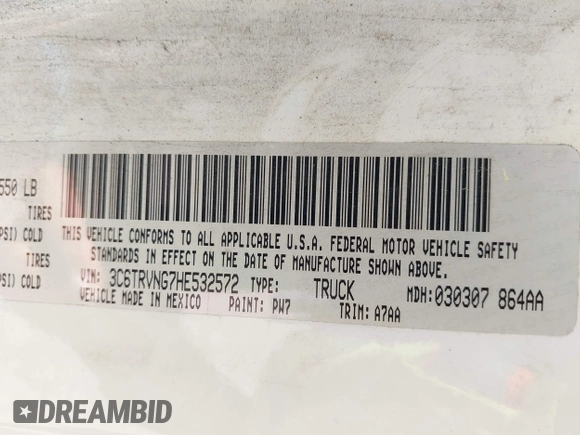 550 LB
TIRES
PSI) COLD
TIRES
PSI) COLD
THIS VEHICLE CONFORMS TO ALL APPLICABLE U.S.A. FEDERAL MOTOR VEHICLE SAFETY
STANDARDS IN EFFECT ON THE DATE OF MANUFACTURE SHOWN ABOVE.
VIN: 3C6TRVNG7HE532572 TYPE: TRUCK MDH: 030307 864AA
VEHICLE MADE IN MEXICO PAINT: PW7 TRIM: A7AA
DREAMBID